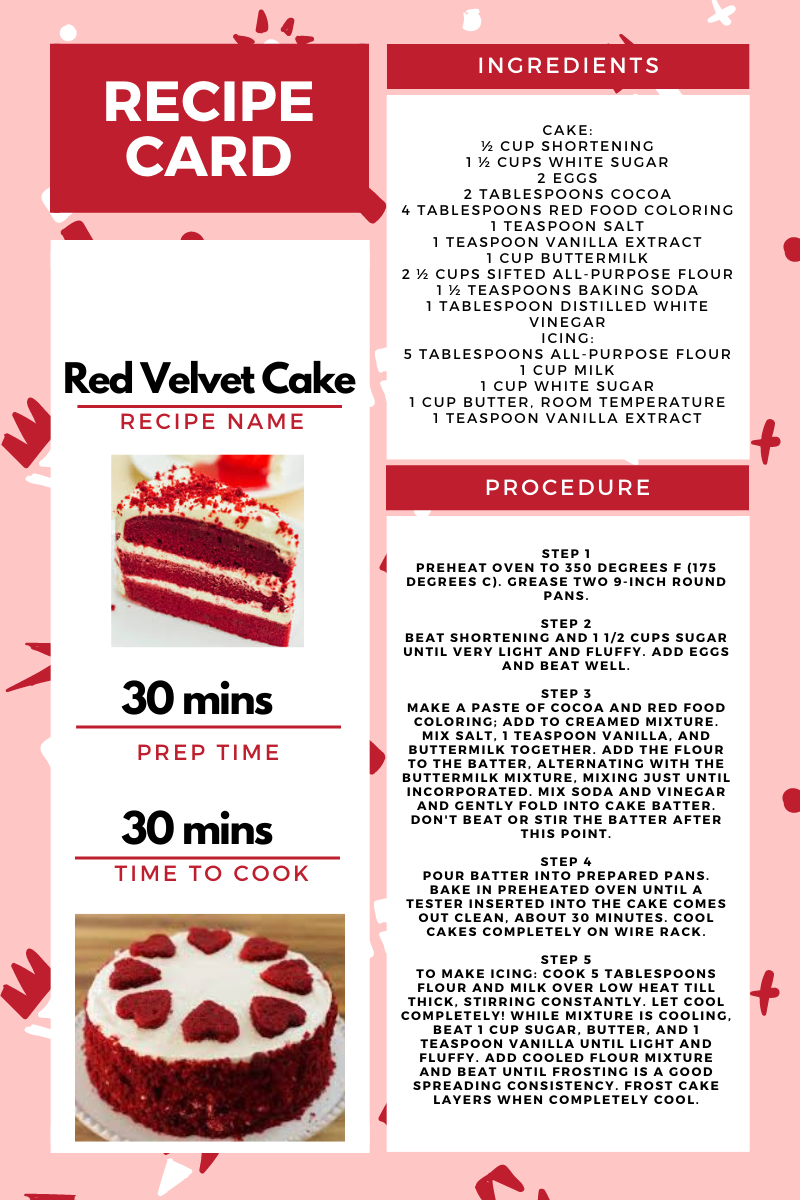 RECIPE
CARD
Red Velvet Cake
RECIPE NAME
30 mins
PREP TIME
30 mins
TIME TO COOK
INGREDIENTS
CAKE:
½ CUP SHORTENING
1 ½ CUPS WHITE SUGAR
2 EGGS
2 TABLESPOONS COCOA
4 TABLESPOONS RED FOOD COLORING
1 TEASPOON SALT
1 TEASPOON VANILLA EXTRACT
1 CUP BUTTERMILK
2 ½ CUPS SIFTED ALL-PURPOSE FLOUR
1 ½ TEASPOONS BAKING SODA
1 TABLESPOON DISTILLED WHITE
VINEGAR
ICING:
5 TABLESPOONS ALL-PURPOSE FLOUR
1 CUP MILK
1 CUP WHITE SUGAR
1 CUP BUTTER, ROOM TEMPERATURE
1 TEASPOON VANILLA EXTRACT
PROCEDURE
STEP 1
PREHEAT OVEN TO 350 DEGREES F (175
DEGREES C). GREASE TWO 9-INCH ROUND
PANS.
STEP 2
BEAT SHORTENING AND 1 1/2 CUPS SUGAR
UNTIL VERY LIGHT AND FLUFFY. ADD EGGS
AND BEAT WELL.
STEP 3
MAKE A PASTE OF COCOA AND RED FOOD
COLORING; ADD TO CREAMED MIXTURE.
MIX SALT, 1 TEASPOON VANILLA, AND
BUTTERMILK TOGETHER. ADD THE FLOUR
TO THE BATTER, ALTERNATING WITH THE
BUTTERMILK MIXTURE, MIXING JUST UNTIL
INCORPORATED. MIX SODA AND VINEGAR
AND GENTLY FOLD INTO CAKE BATTER.
DON'T BEAT OR STIR THE BATTER AFTER
THIS POINT.
STEP 4
POUR BATTER INTO PREPARED PANS.
BAKE IN PREHEATED OVEN UNTIL A
TESTER INSERTED INTO THE CAKE COMES
OUT CLEAN, ABOUT 30 MINUTES. COOL
CAKES COMPLETELY ON WIRE RACK.
STEP 5
TO MAKE ICING: COOK 5 TABLESPOONS
FLOUR AND MILK OVER LOW HEAT TILL
THICK, STIRRING CONSTANTLY. LET COOL
COMPLETELY! WHILE MIXTURE IS COOLING,
BEAT 1 CUP SUGAR, BUTTER, AND 1
TEASPOON VANILLA UNTIL LIGHT AND
FLUFFY. ADD COOLED FLOUR MIXTURE
AND BEAT UNTIL FROSTING IS A GOOD
SPREADING CONSISTENCY. FROST CAKE
LAYERS WHEN COMPLETELY COOL.